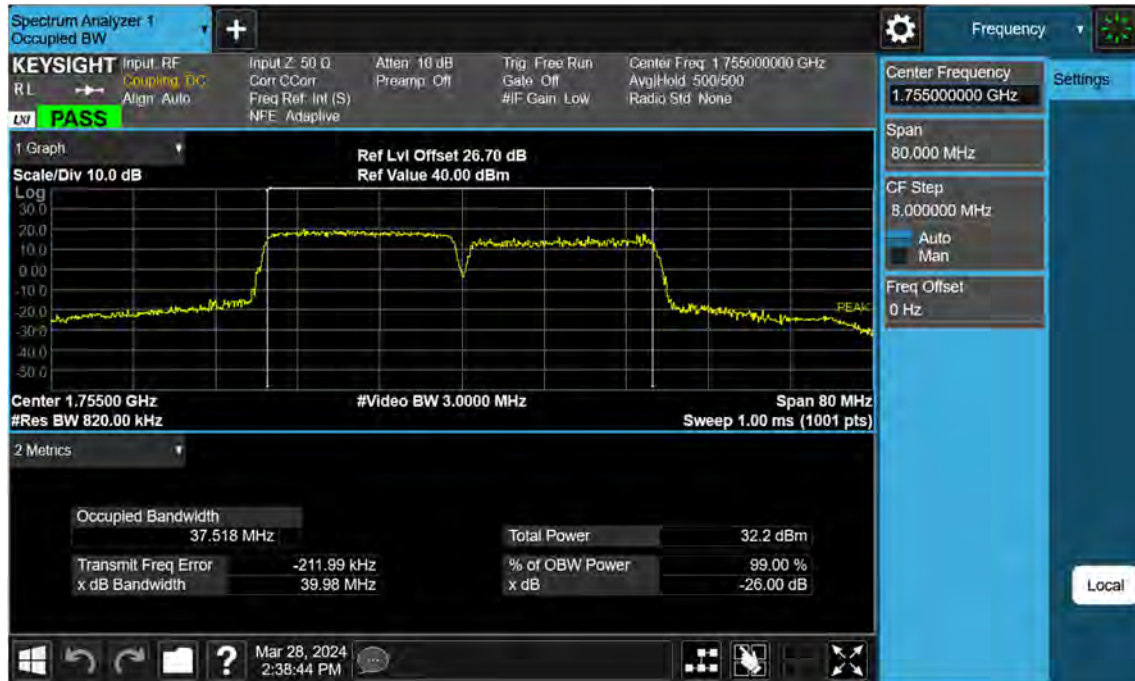 Spectrum Analyzer 1
Occupied BW
+
Frequency
KEYSIGHT
RL
LXI PASS
Input: RF
Coupling: DC
Align: Auto
Input Z: 50 Ω
Corr CCorr
Freq Ref: Int (S)
NFE: Adaptive
Atten: 10 dB
Preamp: Off
Trig: Free Run
Gate: Off
#IF Gain: Low
Center Freq: 1.755000000 GHz
Avg|Hold: 500/500
Radio Std: None
Center Frequency
1.755000000 GHz
Settings
Span
80.000 MHz
CF Step
8.000000 MHz
Auto
Man
Freq Offset
0 Hz
1 Graph
Scale/Div 10.0 dB
Ref Lvl Offset 26.70 dB
Ref Value 40.00 dBm
Log
30.0
20.0
10.0
0.00
-10.0
-20.0
-30.0
-40.0
-50.0
PEAK
Center 1.75500 GHz
#Video BW 3.0000 MHz
Span 80 MHz
#Res BW 820.00 kHz
Sweep 1.00 ms (1001 pts)
2 Metrics
Occupied Bandwidth
37.518 MHz
Total Power 32.2 dBm
Transmit Freq Error -211.99 kHz
% of OBW Power 99.00 %
x dB Bandwidth 39.98 MHz
x dB -26.00 dB
Local
?
Mar 28, 2024
2:38:44 PM